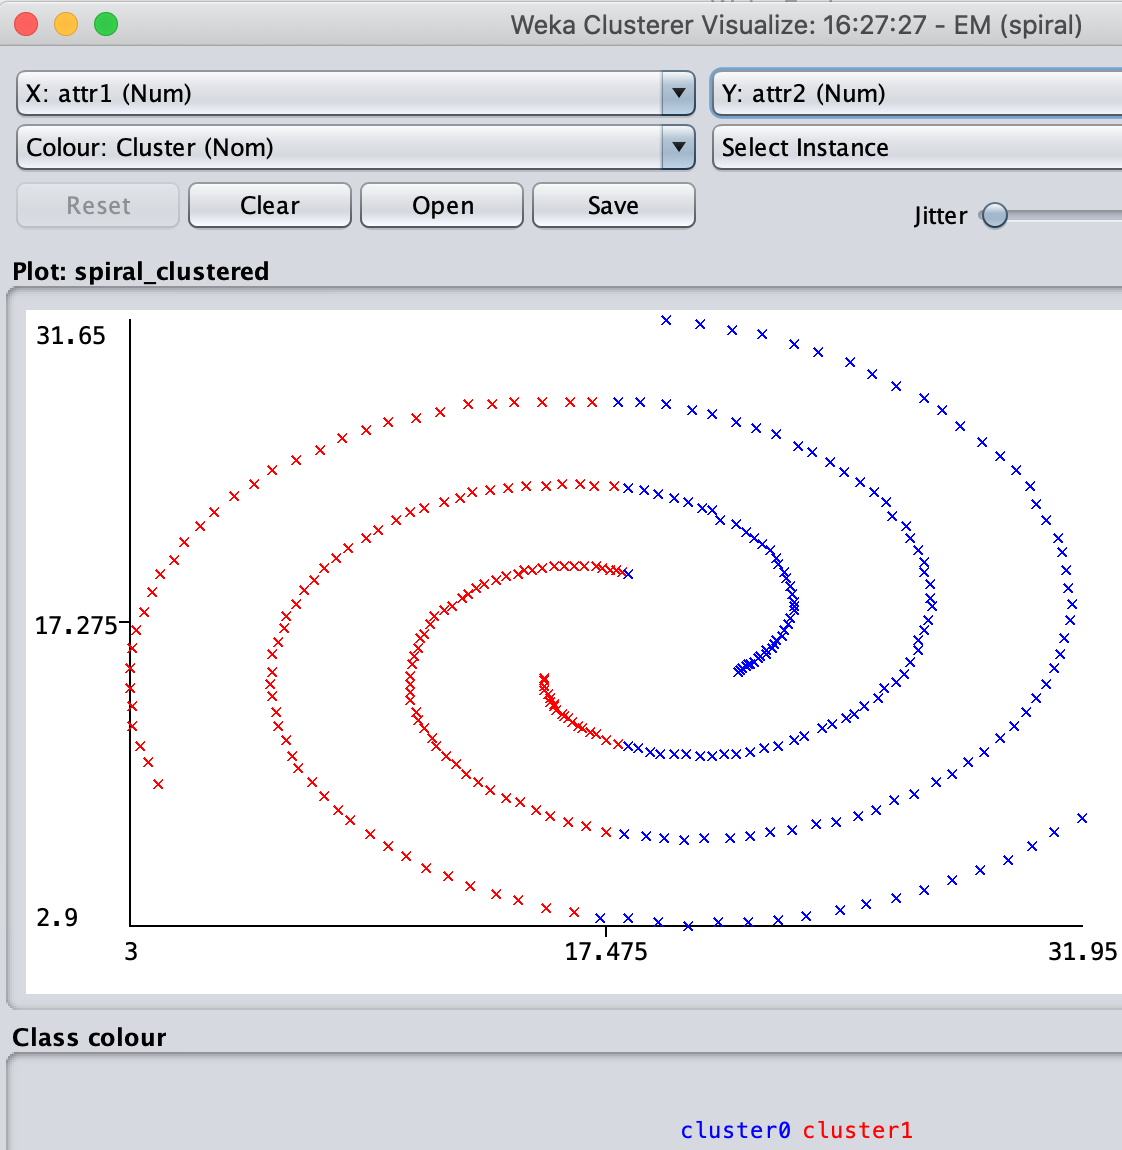 Weka Clusterer Visualize: 16:27:27 - EM (spiral)
X: attr1 (Num)
Y: attr2 (Num)
Colour: Cluster (Nom)
Select Instance
Reset
Clear
Open
Save
Jitter
Plot: spiral_clustered
31.65
17.275
2.9
3
17.475
31.95
Class colour
cluster0 cluster1